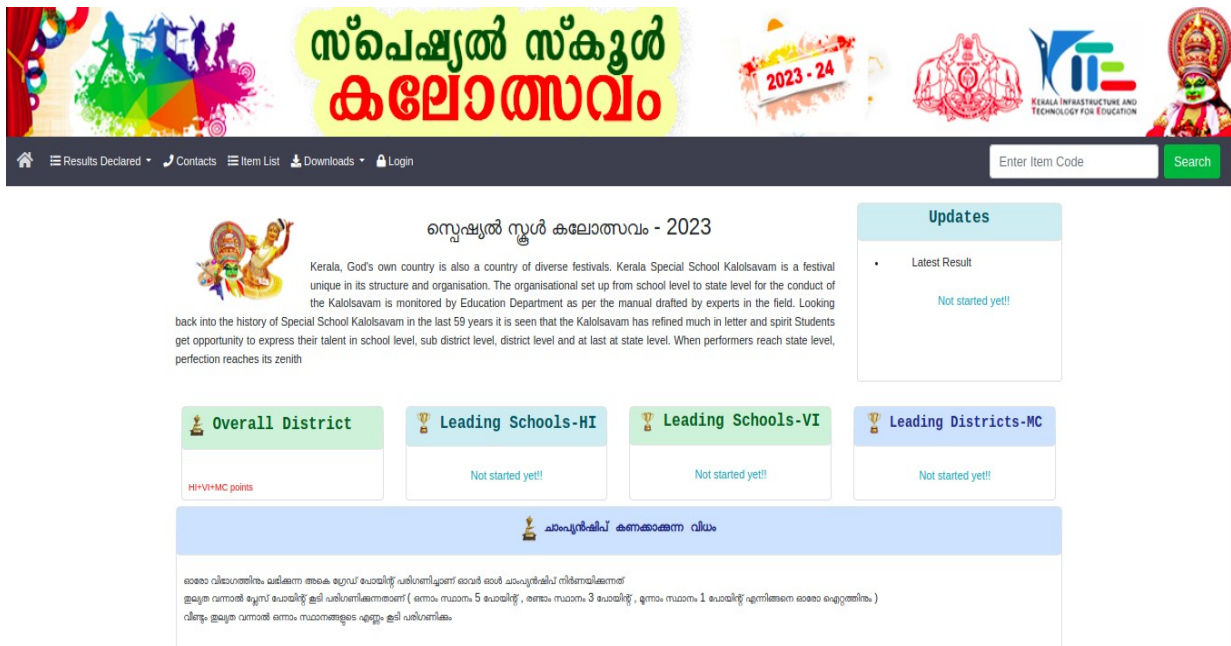 സ്പെഷ്യൽ സ്കൂൾ
കലോത്സവം
2023 - 24
KERALA INFRASTRUCTURE AND
TECHNOLOGY FOR EDUCATION
Results Declared
Contacts
Item List
Downloads
Login
Enter Item Code
Search
സ്പെഷ്യൽ സ്കൂൾ കലോത്സവം - 2023
Kerala, God's own country is also a country of diverse festivals. Kerala Special School Kalolsavam is a festival
unique in its structure and organisation. The organisational set up from school level to state level for the conduct of
the Kalolsavam is monitored by Education Department as per the manual drafted by experts in the field. Looking
back into the history of Special School Kalolsavam in the last 59 years it is seen that the Kalolsavam has refined much in letter and spirit Students
get opportunity to express their talent in school level, sub district level, district level and at last at state level. When performers reach state level,
perfection reaches its zenith
Updates
• Latest Result
Not started yet!!
Overall District
HI+VI+MC points
Leading Schools-HI
Not started yet!!
Leading Schools-VI
Not started yet!!
Leading Districts-MC
Not started yet!!
ചാംപ്യൻഷിപ് കണക്കാക്കുന്ന വിധം
ഓരോ വിഭാഗത്തിനും ലഭിക്കുന്ന അകെ ഗ്രേഡ് പോയിന്റ് പരിഗണിച്ചാണ് ഓവർ ഓൾ ചാംപ്യൻഷിപ് നിർണയിക്കുന്നത്
തുല്യത വന്നാൽ പ്ലേസ് പോയിന്റ് കൂടി പരിഗണിക്കുന്നതാണ് ( ഒന്നാം സ്ഥാനം 5 പോയിന്റ് , രണ്ടാം സ്ഥാനം 3 പോയിന്റ് , മൂന്നാം സ്ഥാനം 1 പോയിന്റ് എന്നിങ്ങനെ ഓരോ ഐറ്റത്തിനും )
വീണ്ടും തുല്യത വന്നാൽ ഒന്നാം സ്ഥാനങ്ങളുടെ എണ്ണം കൂടി പരിഗണിക്കും